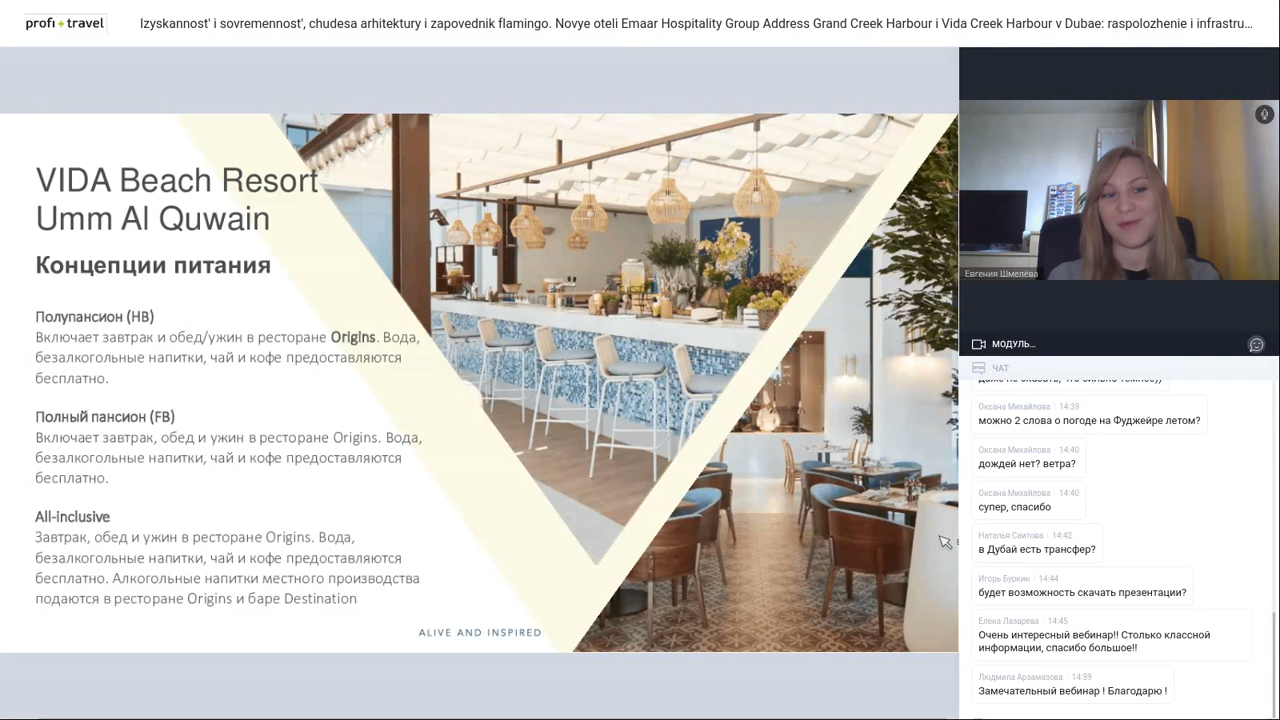 profi+travel
Izyskannost' i sovremennost', chudesa arhitektury i zapovednik flamingo. Novye oteli Emaar Hospitality Group Address Grand Creek Harbour i Vida Creek Harbour v Dubae: raspolozhenie i infrastru…
VIDA Beach Resort
Umm Al Quwain
Концепции питания
Полупансион (HB)
Включает завтрак и обед/ужин в ресторане Origins. Вода,
безалкогольные напитки, чай и кофе предоставляются
бесплатно.
Полный пансион (FB)
Включает завтрак, обед и ужин в ресторане Origins. Вода,
безалкогольные напитки, чай и кофе предоставляются
бесплатно.
All-inclusive
Завтрак, обед и ужин в ресторане Origins. Вода,
безалкогольные напитки, чай и кофе предоставляются
бесплатно. Алкогольные напитки местного производства
подаются в ресторане Origins и баре Destination
ALIVE AND INSPIRED
Евгения Шмелёва
МОДУЛЬ…
ЧАТ
Оксана Михайлова 14:39
можно 2 слова о погоде на Фуджейре летом?
Оксана Михайлова 14:40
дождей нет? ветра?
Оксана Михайлова 14:40
супер, спасибо
Наталья Саитова 14:42
в Дубай есть трансфер?
Игорь Буркин 14:44
будет возможность скачать презентации?
Елена Лазарева 14:45
Очень интересный вебинар!! Столько классной
информации, спасибо большое!!
Людмила Арзамазова 14:59
Замечательный вебинар ! Благодарю !